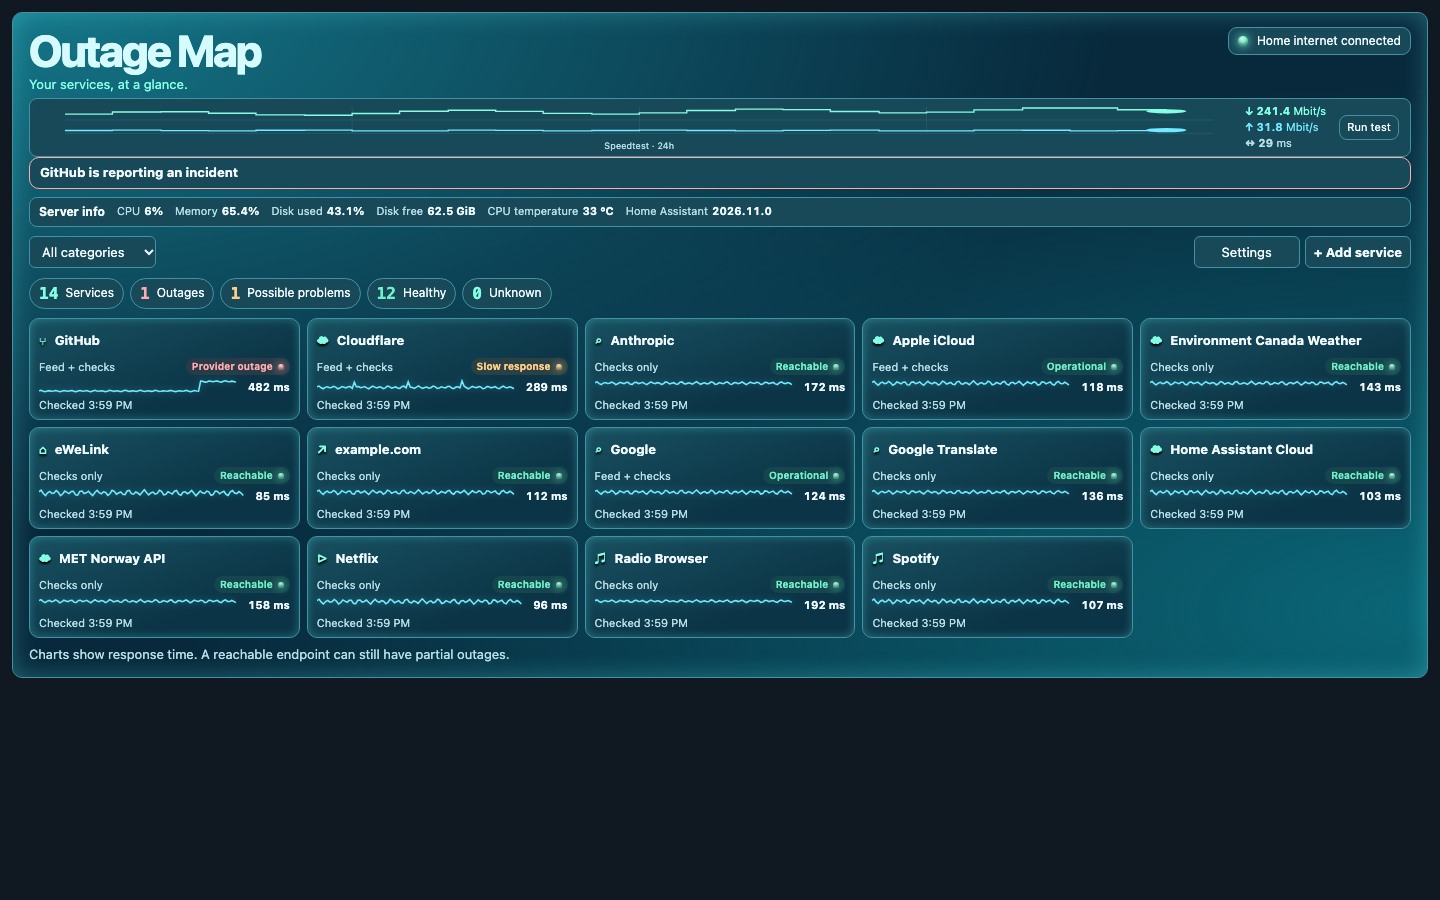 Outage Map
Home internet connected
Your services, at a glance.
↓ 241.4 Mbit/s
↑ 31.8 Mbit/s
↔ 29 ms
Run test
Speedtest · 24h
GitHub is reporting an incident
Server info CPU 6% Memory 65.4% Disk used 43.1% Disk free 62.5 GiB CPU temperature 33 °C Home Assistant 2026.11.0
All categories
Settings
+ Add service
14 Services
1 Outages
1 Possible problems
12 Healthy
0 Unknown
GitHub
Feed + checks
Provider outage
482 ms
Checked 3:59 PM
Cloudflare
Feed + checks
Slow response
289 ms
Checked 3:59 PM
Anthropic
Checks only
Reachable
172 ms
Checked 3:59 PM
Apple iCloud
Feed + checks
Operational
118 ms
Checked 3:59 PM
Environment Canada Weather
Checks only
Reachable
143 ms
Checked 3:59 PM
eWeLink
Checks only
Reachable
85 ms
Checked 3:59 PM
example.com
Checks only
Reachable
112 ms
Checked 3:59 PM
Google
Feed + checks
Operational
124 ms
Checked 3:59 PM
Google Translate
Checks only
Reachable
136 ms
Checked 3:59 PM
Home Assistant Cloud
Checks only
Reachable
103 ms
Checked 3:59 PM
MET Norway API
Checks only
Reachable
158 ms
Checked 3:59 PM
Netflix
Checks only
Reachable
96 ms
Checked 3:59 PM
Radio Browser
Checks only
Reachable
192 ms
Checked 3:59 PM
Spotify
Checks only
Reachable
107 ms
Checked 3:59 PM
Charts show response time. A reachable endpoint can still have partial outages.